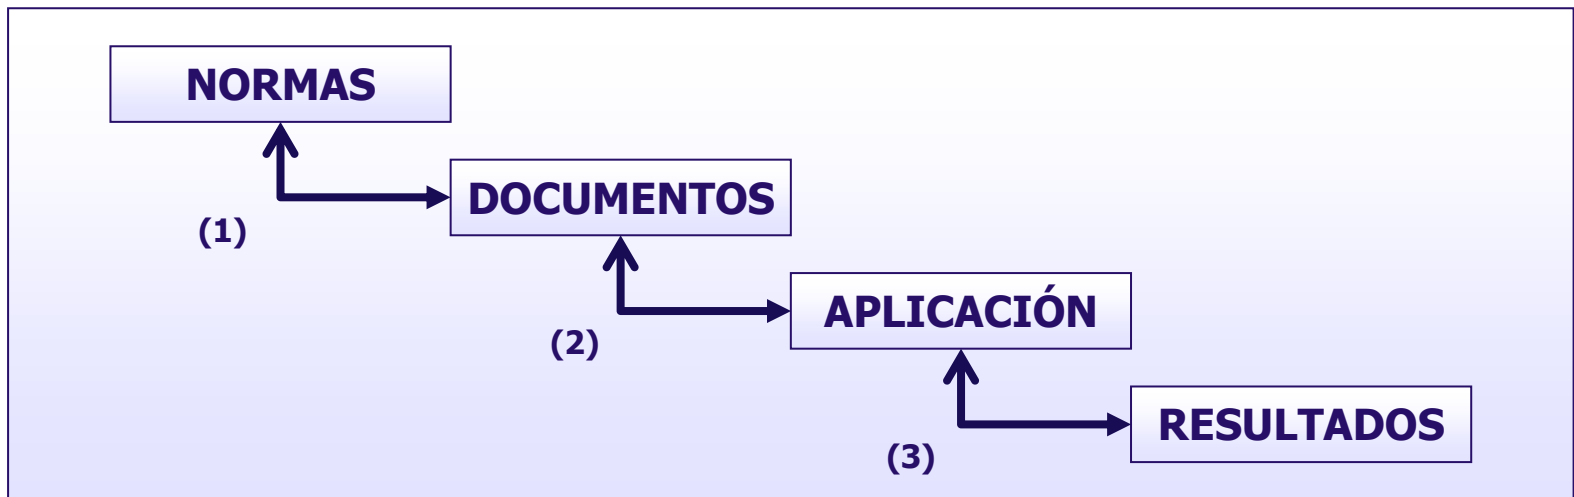 NORMAS
DOCUMENTOS
(1)
APLICACIÓN
(2)
RESULTADOS
(3)